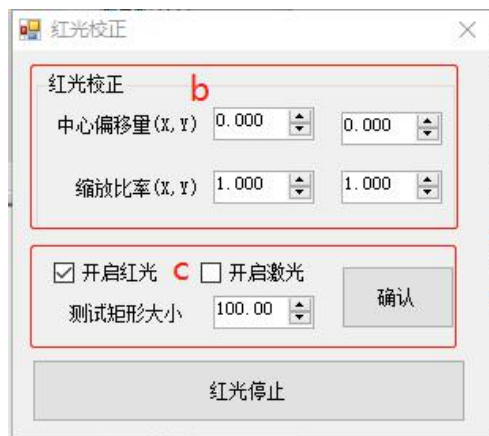 红光校正
红光校正
b
中心偏移量(X,Y) 0.000 0.000
缩放比率(X,Y) 1.000 1.000
开启红光 c 开启激光
测试矩形大小 100.00
确认
红光停止